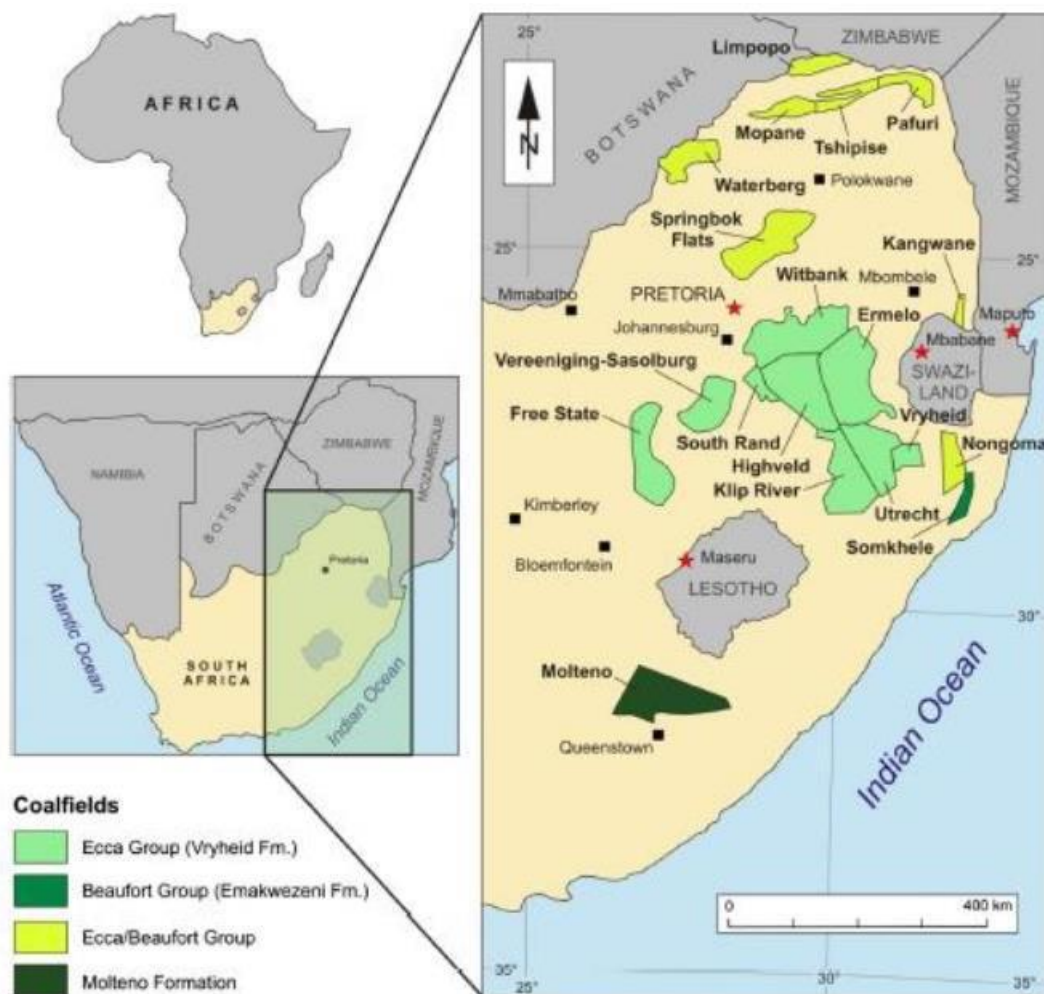 AFRICA
NAMIBIA
BOTSWANA
ZIMBABWE
MOZAMBIQUE
Pretoria
Atlantic Ocean
SOUTH
AFRICA
Indian Ocean
Coalfields
Ecca Group (Vryheid Fm.)
Beaufort Group (Emakwezeni Fm.)
Ecca/Beaufort Group
Molteno Formation
25°
30°
Limpopo
ZIMBABWE
BOTSWANA
N
MOZAMBIQUE
Mopane
Tshipise
Pafuri
Waterberg
Polokwane
Springbok
Flats
Kangwane
25°
25°
Witbank
Mbombele
Mmabatho
PRETORIA
Ermelo
Maputo
Johannesburg
Mbabane
Vereeniging-Sasolburg
SWAZI-
LAND
Free State
Vryheid
South Rand
Nongoma
Highveld
Klip River
Kimberley
Utrecht
Somkhele
Bloemfontein
Maseru
LESOTHO
30°
Molteno
Queenstown
Indian Ocean
0
400 km
35°
25°
30°
35°